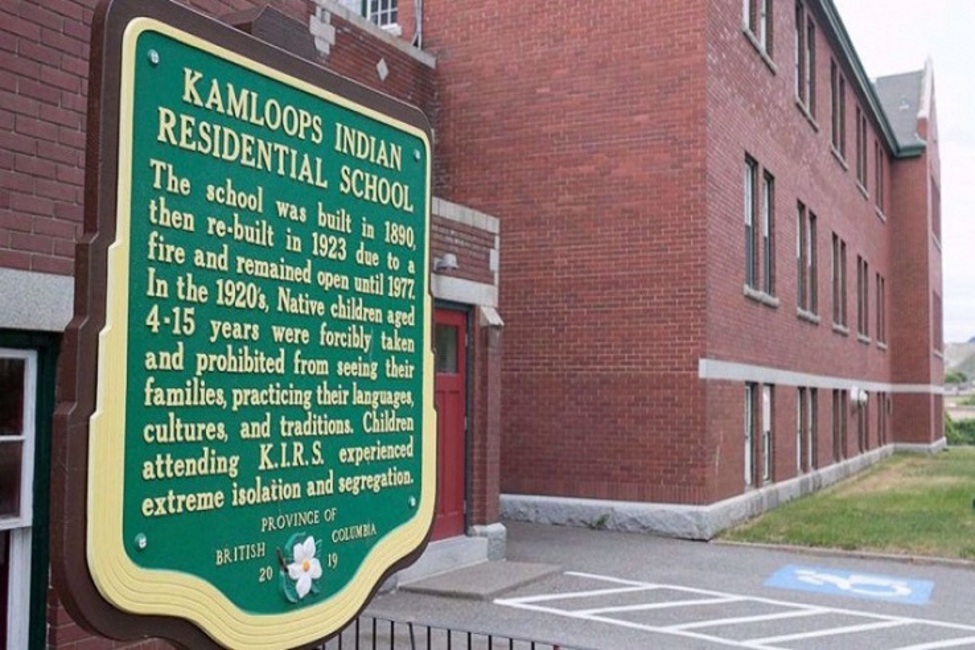 KAMLOOPS INDIAN
RESIDENTIAL SCHOOL
The school was built in 1890,
then re-built in 1923 due to a
fire and remained open until 1977.
In the 1920's, Native children aged
4-15 years were forcibly taken
and prohibited from seeing their
families, practicing their languages,
cultures, and traditions. Children
attending K.I.R.S. experienced
extreme isolation and segregation.
PROVINCE OF
BRITISH COLUMBIA
20 19